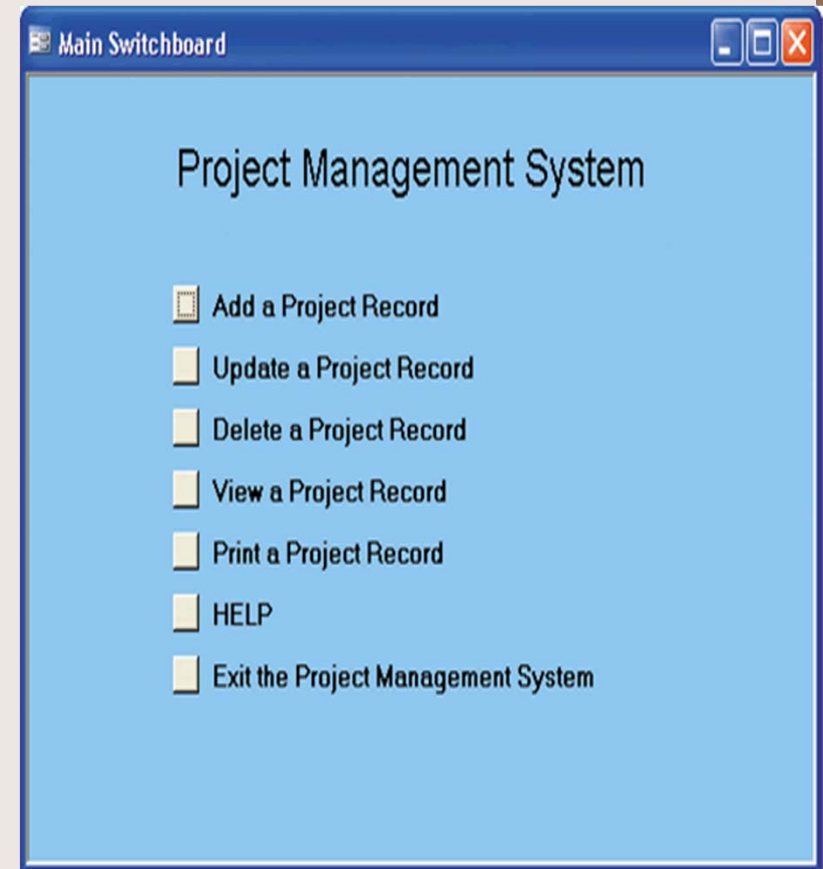 Main Switchboard
Project Management System
Add a Project Record
Update a Project Record
Delete a Project Record
View a Project Record
Print a Project Record
HELP
Exit the Project Management System